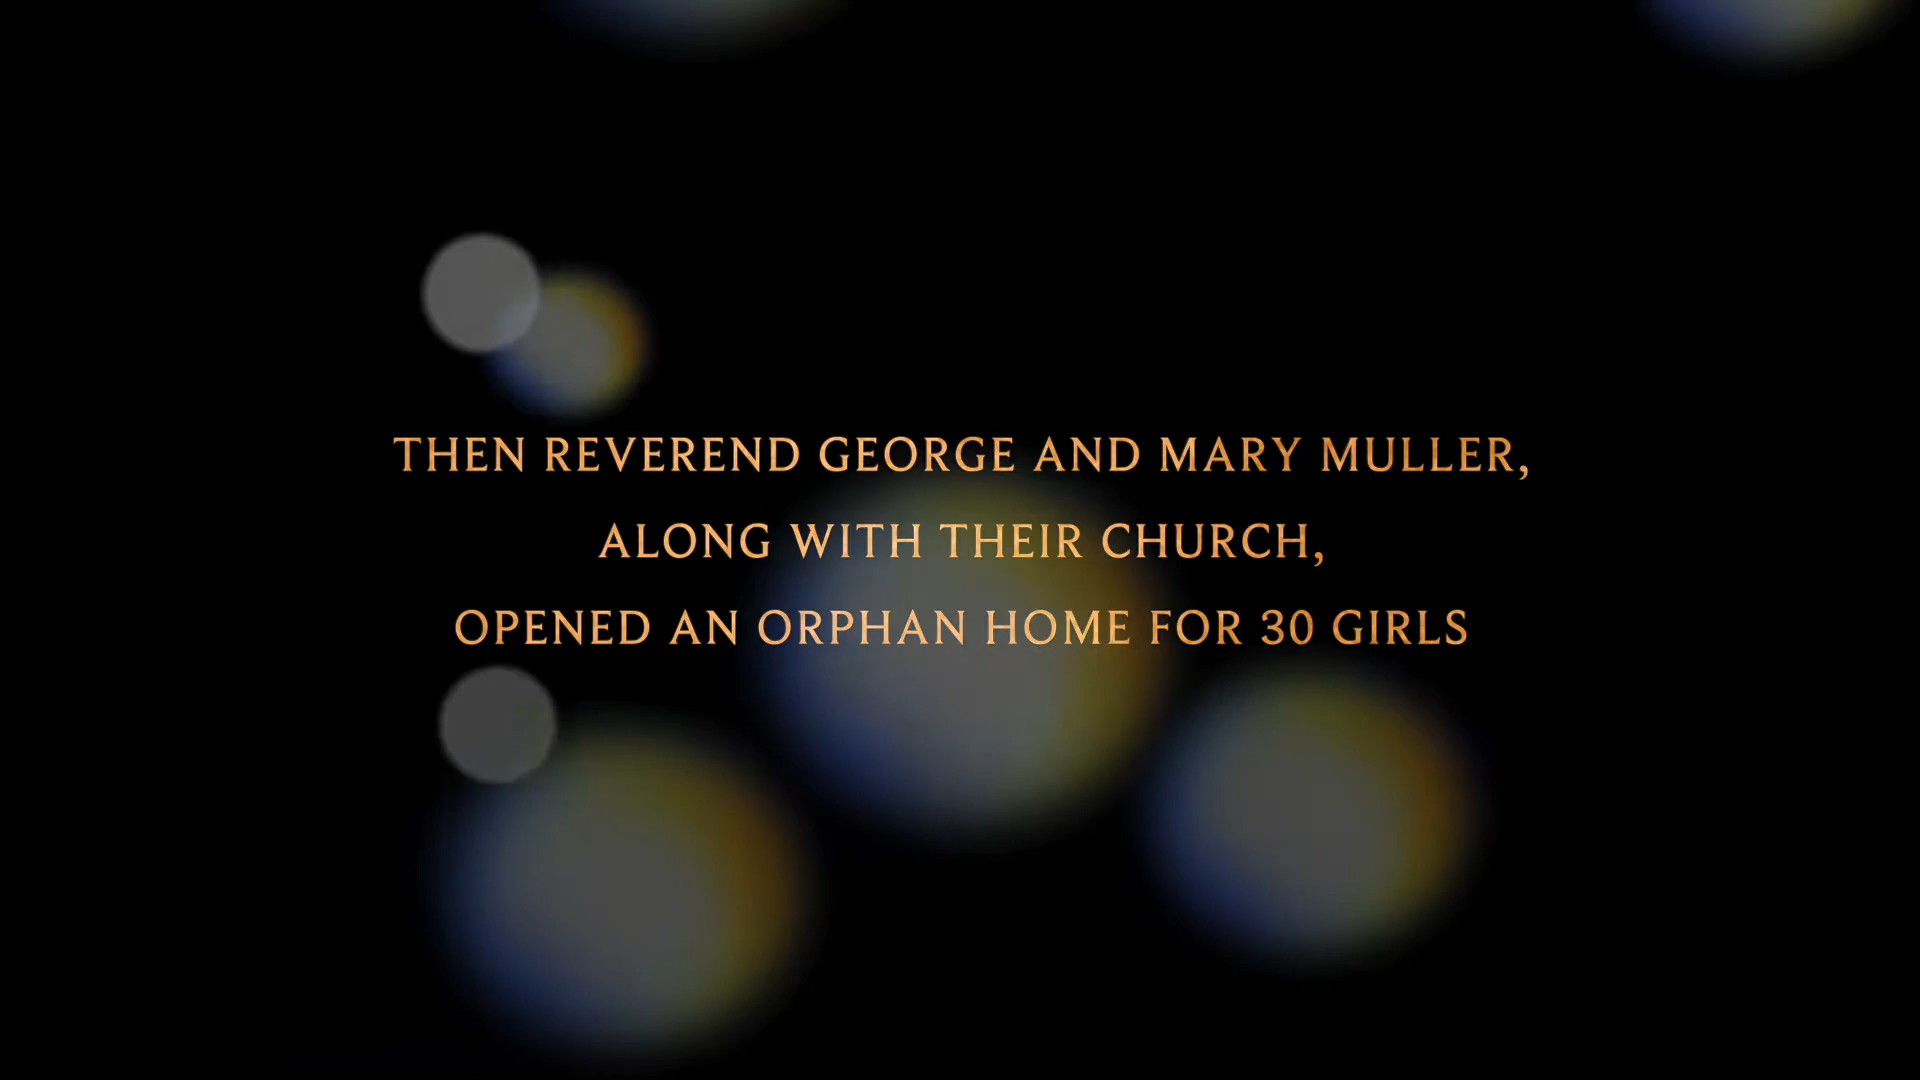 THEN REVEREND GEORGE AND MARY MULLER,
ALONG WITH THEIR CHURCH,
OPENED AN ORPHAN HOME FOR 30 GIRLS